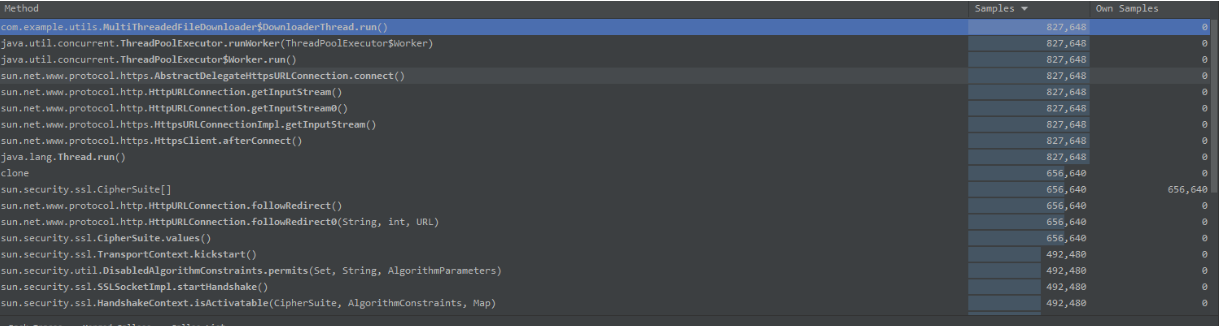 Method Samples Own Samples
com.example.utils.MultiThreadedFileDownloader$DownloaderThread.run() 827,648 0
java.util.concurrent.ThreadPoolExecutor.runWorker(ThreadPoolExecutor$Worker) 827,648 0
java.util.concurrent.ThreadPoolExecutor$Worker.run() 827,648 0
sun.net.www.protocol.https.AbstractDelegateHttpsURLConnection.connect() 827,648 0
sun.net.www.protocol.http.HttpURLConnection.getInputStream() 827,648 0
sun.net.www.protocol.http.HttpURLConnection.getInputStream0() 827,648 0
sun.net.www.protocol.https.HttpsURLConnectionImpl.getInputStream() 827,648 0
sun.net.www.protocol.https.HttpsClient.afterConnect() 827,648 0
java.lang.Thread.run() 827,648 0
clone 656,640 0
sun.security.ssl.CipherSuite[] 656,640 656,640
sun.net.www.protocol.http.HttpURLConnection.followRedirect() 656,640 0
sun.net.www.protocol.http.HttpURLConnection.followRedirect0(String, int, URL) 656,640 0
sun.security.ssl.CipherSuite.values() 656,640 0
sun.security.ssl.TransportContext.kickstart() 492,480 0
sun.security.util.DisabledAlgorithmConstraints.permits(Set, String, AlgorithmParameters) 492,480 0
sun.security.ssl.SSLSocketImpl.startHandshake() 492,480 0
sun.security.ssl.HandshakeContext.isActivatable(CipherSuite, AlgorithmConstraints, Map) 492,480 0